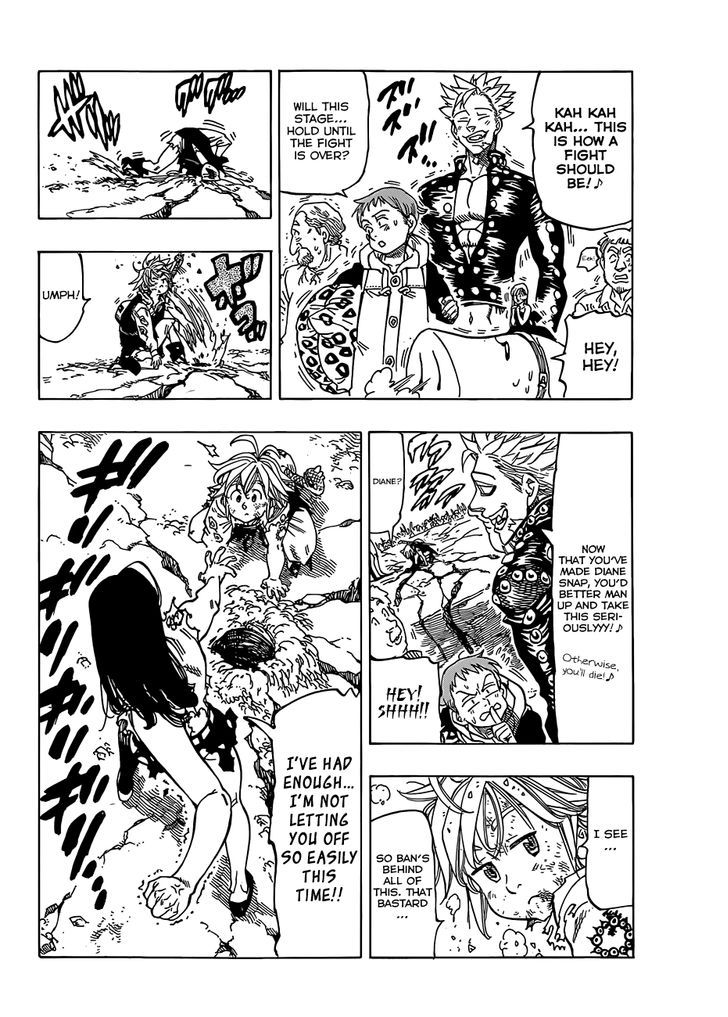 KAH KAH
KAH... THIS
IS HOW A
FIGHT
SHOULD
BE!♪
WILL THIS
STAGE...
HOLD UNTIL
THE FIGHT
IS OVER?
HEY,
HEY!
UMPH!
NOW
THAT YOU'VE
MADE DIANE
SNAP, YOU'D
BETTER MAN
UP AND TAKE
THIS SERI-
OUSLYYY!♪
Otherwise,
you'll die!♪
DIANE?
HEY!
SHHH!!
I SEE
...
SO BAN'S
BEHIND
ALL OF
THIS. THAT
BASTARD
...
I'VE HAD
ENOUGH...
I'M NOT
LETTING
YOU OFF
SO EASILY
THIS
TIME!!